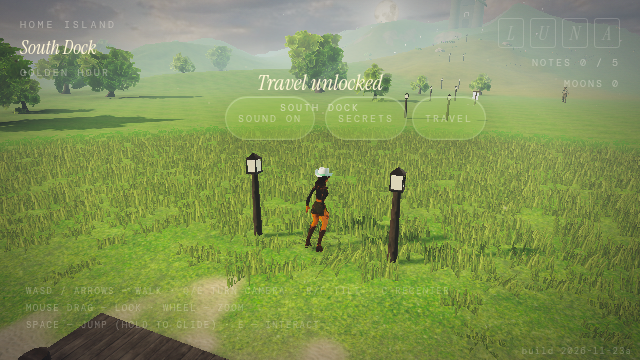 HOME ISLAND
South Dock
GOLDEN HOUR
L U N A
NOTES 0 / 5
MOONS 0
Travel unlocked
SOUTH DOCK
SOUND ON
SECRETS
TRAVEL
WASD / ARROWS — WALK
MOUSE DRAG — LOOK · WHEEL — ZOOM
SPACE — JUMP (HOLD TO GLIDE) · E — INTERACT